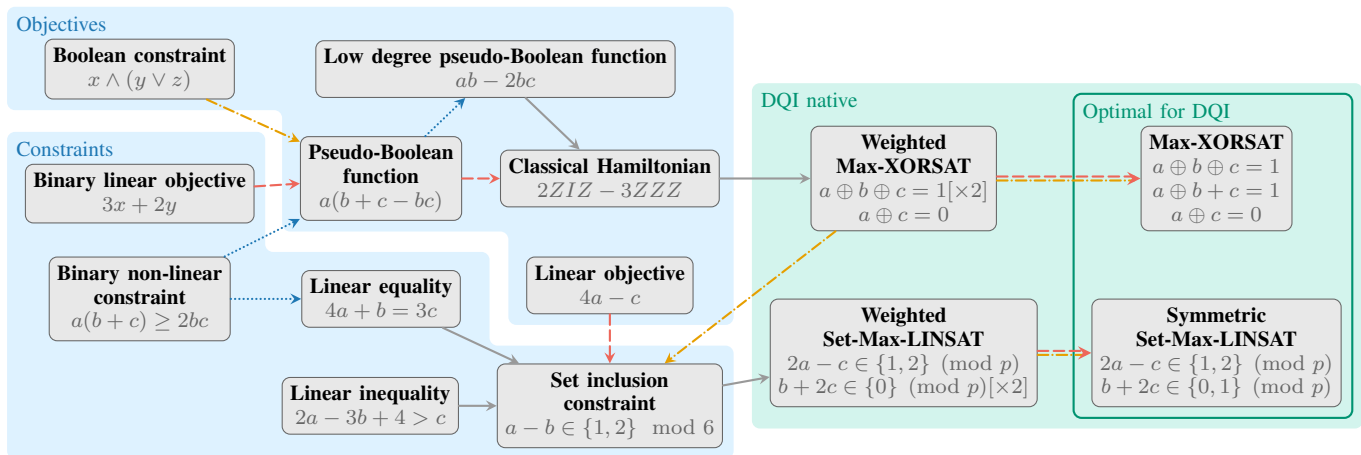 Objectives
Boolean constraint
x ∧ (y ∨ z)
Low degree pseudo-Boolean function
ab − 2bc
Constraints
Binary linear objective
3x + 2y
Pseudo-Boolean
function
a(b + c − bc)
Classical Hamiltonian
2ZIZ − 3ZZZ
Binary non-linear
constraint
a(b + c) ≥ 2bc
Linear equality
4a + b = 3c
Linear objective
4a − c
Linear inequality
2a − 3b + 4 > c
Set inclusion
constraint
a − b ∈ {1, 2} mod 6
DQI native
Weighted
Max-XORSAT
a ⊕ b ⊕ c = 1[×2]
a ⊕ c = 0
Optimal for DQI
Max-XORSAT
a ⊕ b ⊕ c = 1
a ⊕ b + c = 1
a ⊕ c = 0
Weighted
Set-Max-LINSAT
2a − c ∈ {1, 2} (mod p)
b + 2c ∈ {0} (mod p)[×2]
Symmetric
Set-Max-LINSAT
2a − c ∈ {1, 2} (mod p)
b + 2c ∈ {0, 1} (mod p)